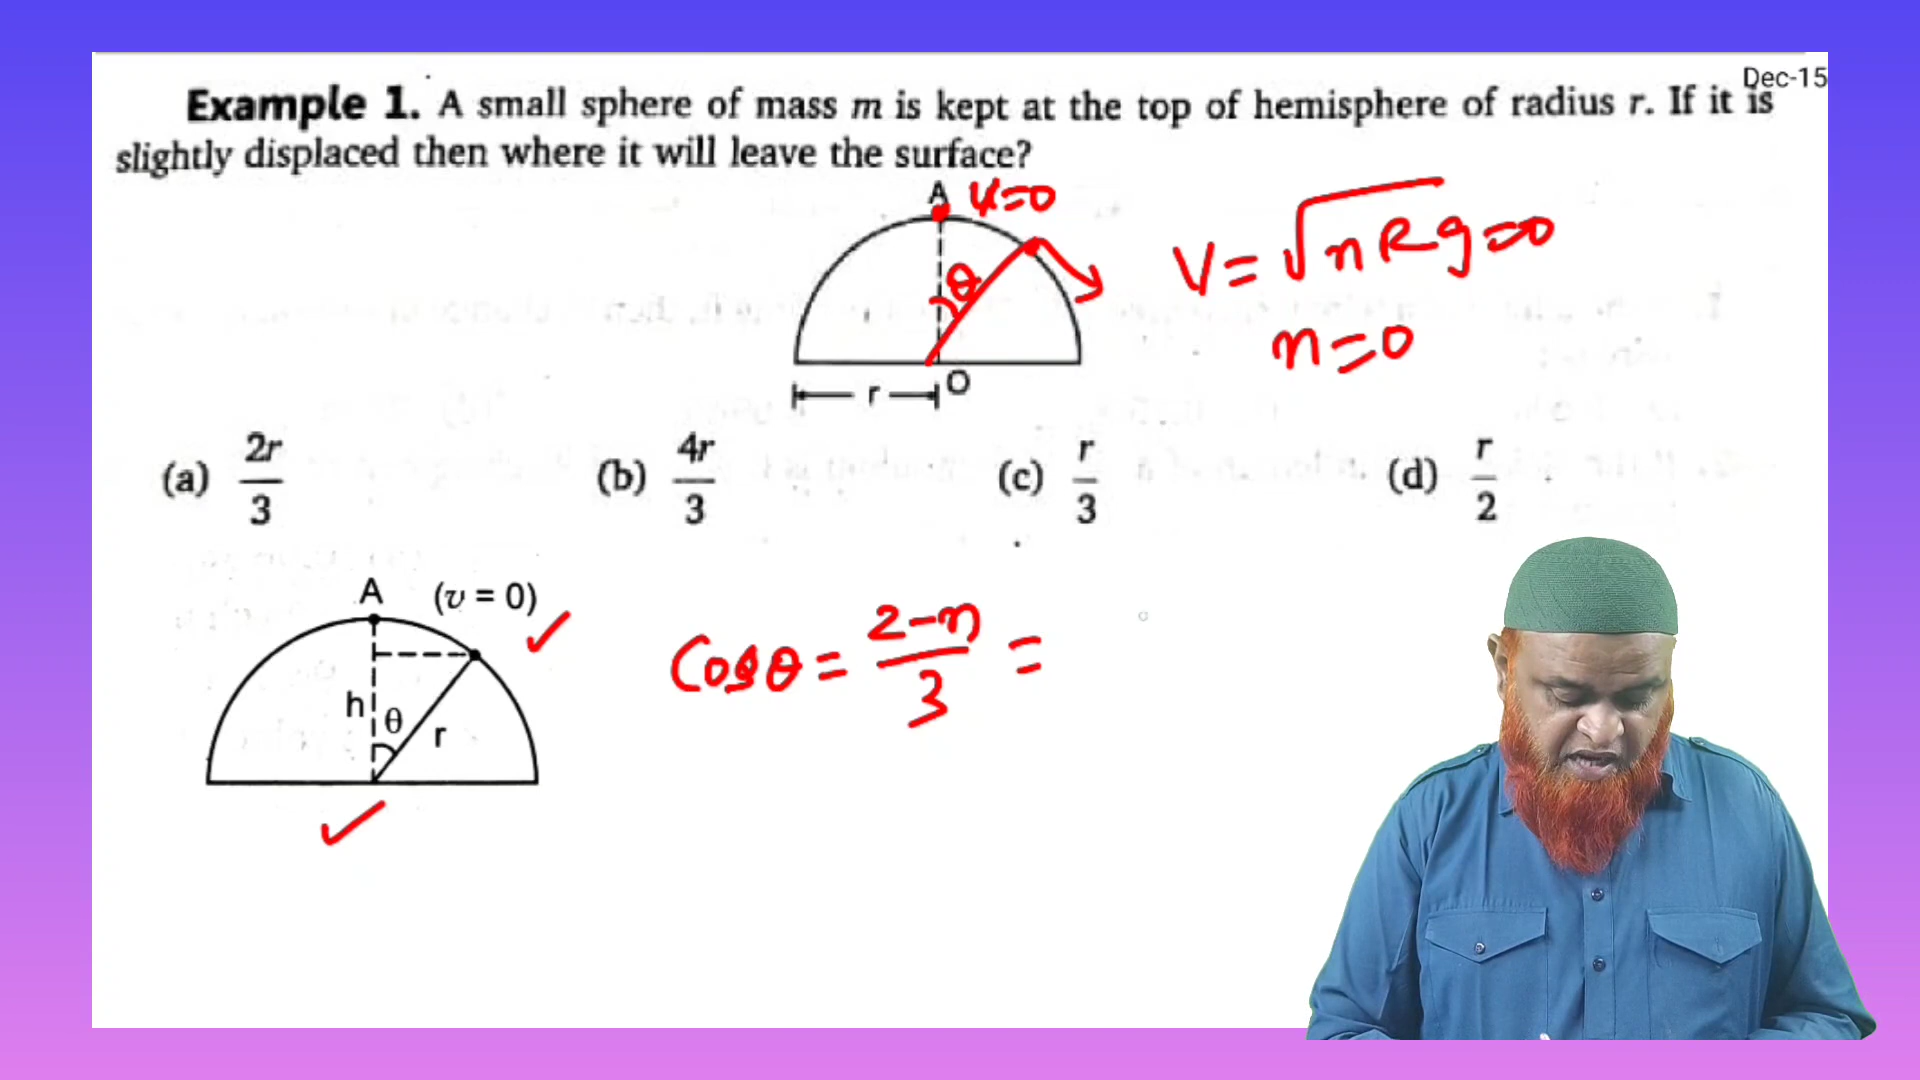 Dec-15
Example 1. A small sphere of mass m is kept at the top of hemisphere of radius r. If it is
slightly displaced then where it will leave the surface?
A u=0
θ
r
O
V = √nRg = 0
n = 0
(a) 2r/3 (b) 4r/3 (c) r/3 (d) r/2
A (v = 0)
h θ r
Cosθ = 2-n/3 =